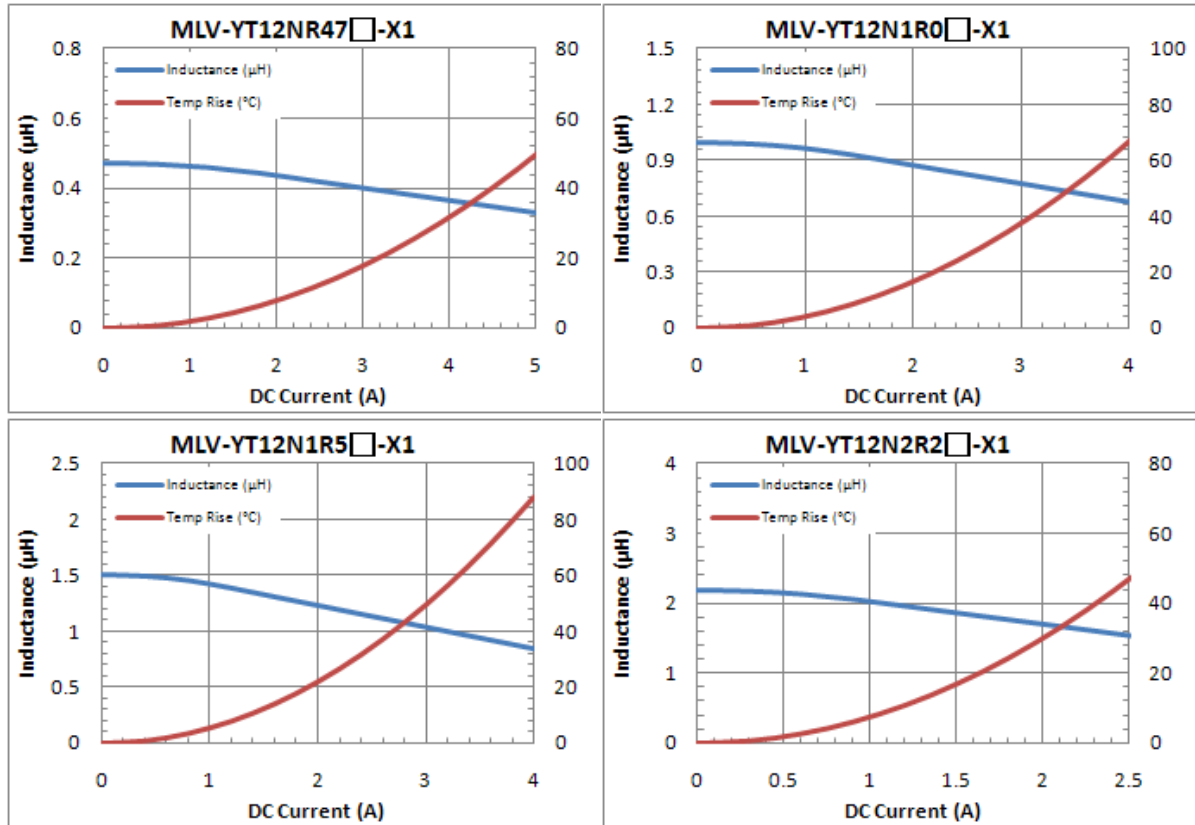 MLV-YT12NR47□-X1
Inductance (µH)
Temp Rise (°C)
Inductance (µH)
0.8
0.6
0.4
0.2
0
80
60
40
20
0
0 1 2 3 4 5
DC Current (A)
MLV-YT12N1R0□-X1
Inductance (µH)
Temp Rise (°C)
Inductance (µH)
1.5
1.2
0.9
0.6
0.3
0
100
80
60
40
20
0
0 1 2 3 4
DC Current (A)
MLV-YT12N1R5□-X1
Inductance (µH)
Temp Rise (°C)
Inductance (µH)
2.5
2
1.5
1
0.5
0
100
80
60
40
20
0
0 1 2 3 4
DC Current (A)
MLV-YT12N2R2□-X1
Inductance (µH)
Temp Rise (°C)
Inductance (µH)
4
3
2
1
0
80
60
40
20
0
0 0.5 1 1.5 2 2.5
DC Current (A)